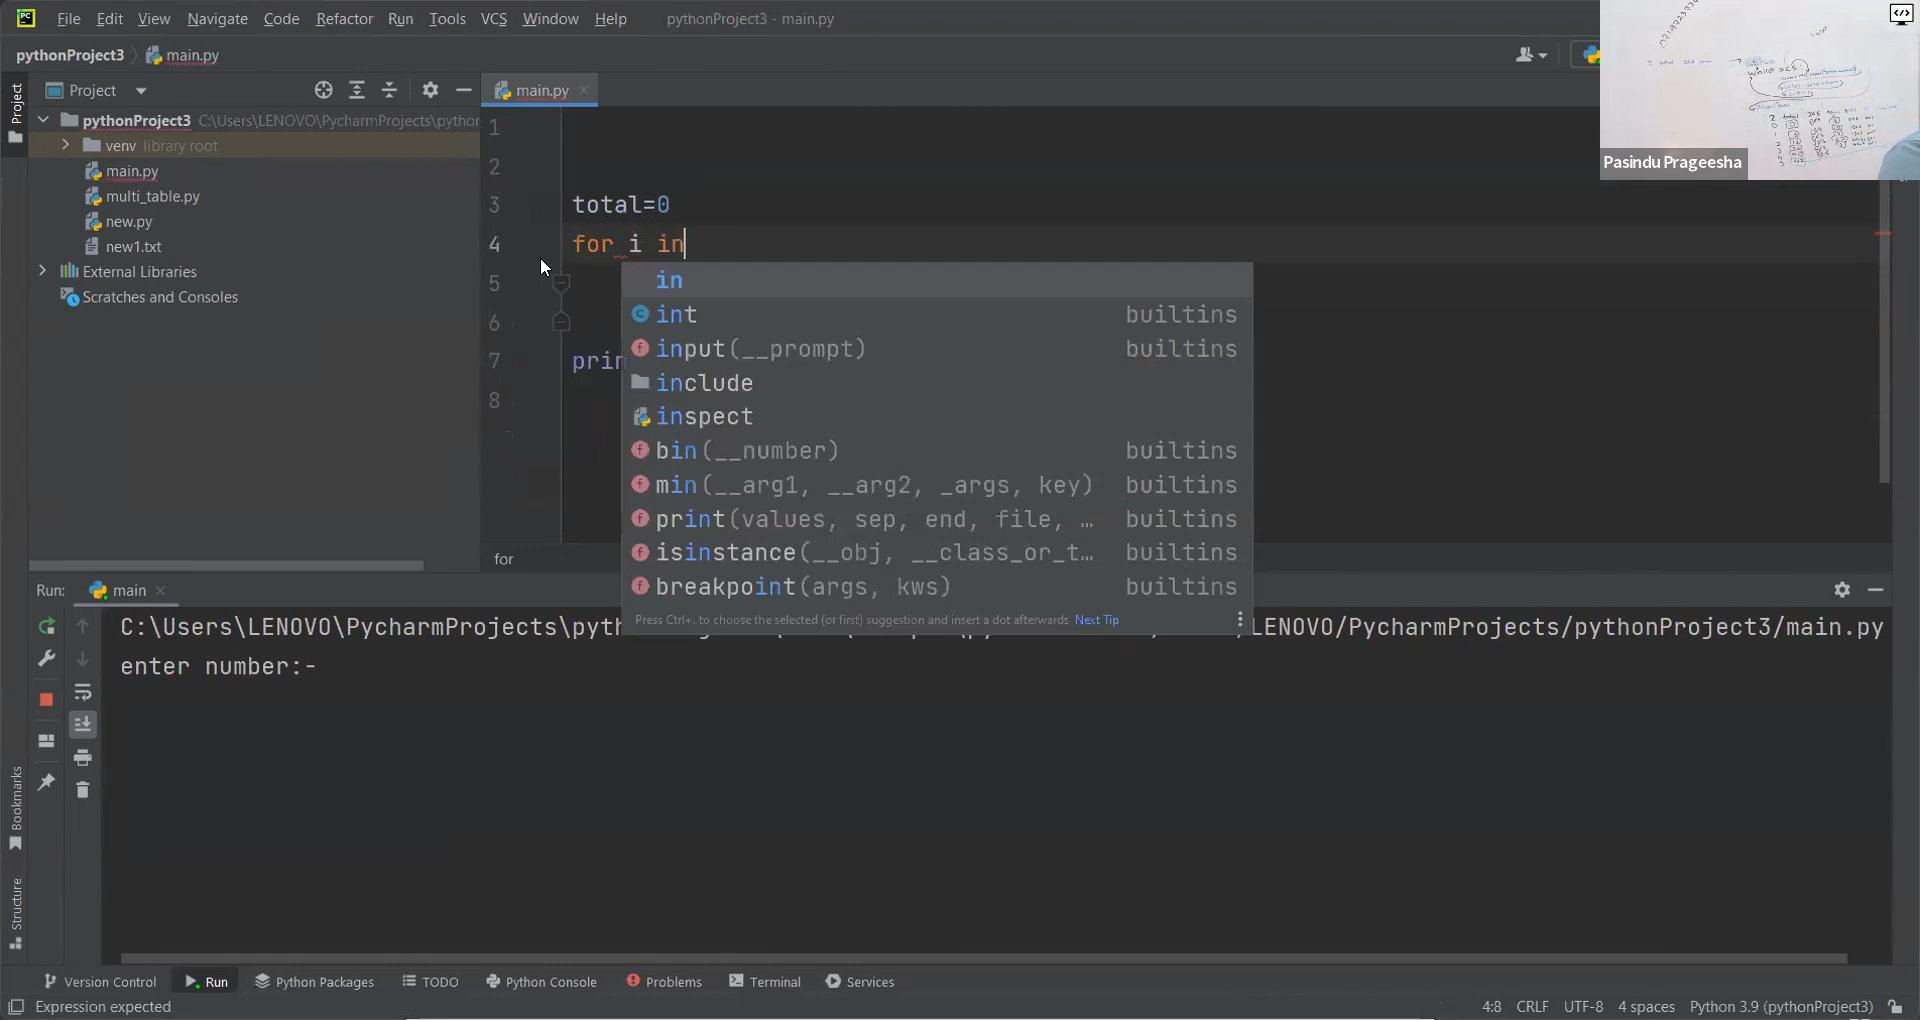 PC File Edit View Navigate Code Refactor Run Tools VCS Window Help pythonProject3 - main.py
pythonProject3 main.py
Pasindu Prageesha
while x<5:
Project
Project
main.py
pythonProject3 C:\Users\LENOVO\PycharmProjects\python
venv library root
main.py
multi_table.py
new.py
new1.txt
External Libraries
Scratches and Consoles
1
2
3 total=0
4 for i in
5
6
7 prin
8
in
int builtins
input(__prompt) builtins
include
inspect
bin(__number) builtins
min(__arg1, __arg2, _args, key) builtins
print(values, sep, end, file, … builtins
isinstance(__obj, __class_or_t… builtins
breakpoint(args, kws) builtins
Press Ctrl+. to choose the selected (or first) suggestion and insert a dot afterwards Next Tip
for
Run: main
C:\Users\LENOVO\PycharmProjects\pyth LENOVO/PycharmProjects/pythonProject3/main.py
enter number:-
Bookmarks
Structure
Version Control Run Python Packages TODO Python Console Problems Terminal Services
Expression expected 4:8 CRLF UTF-8 4 spaces Python 3.9 (pythonProject3)